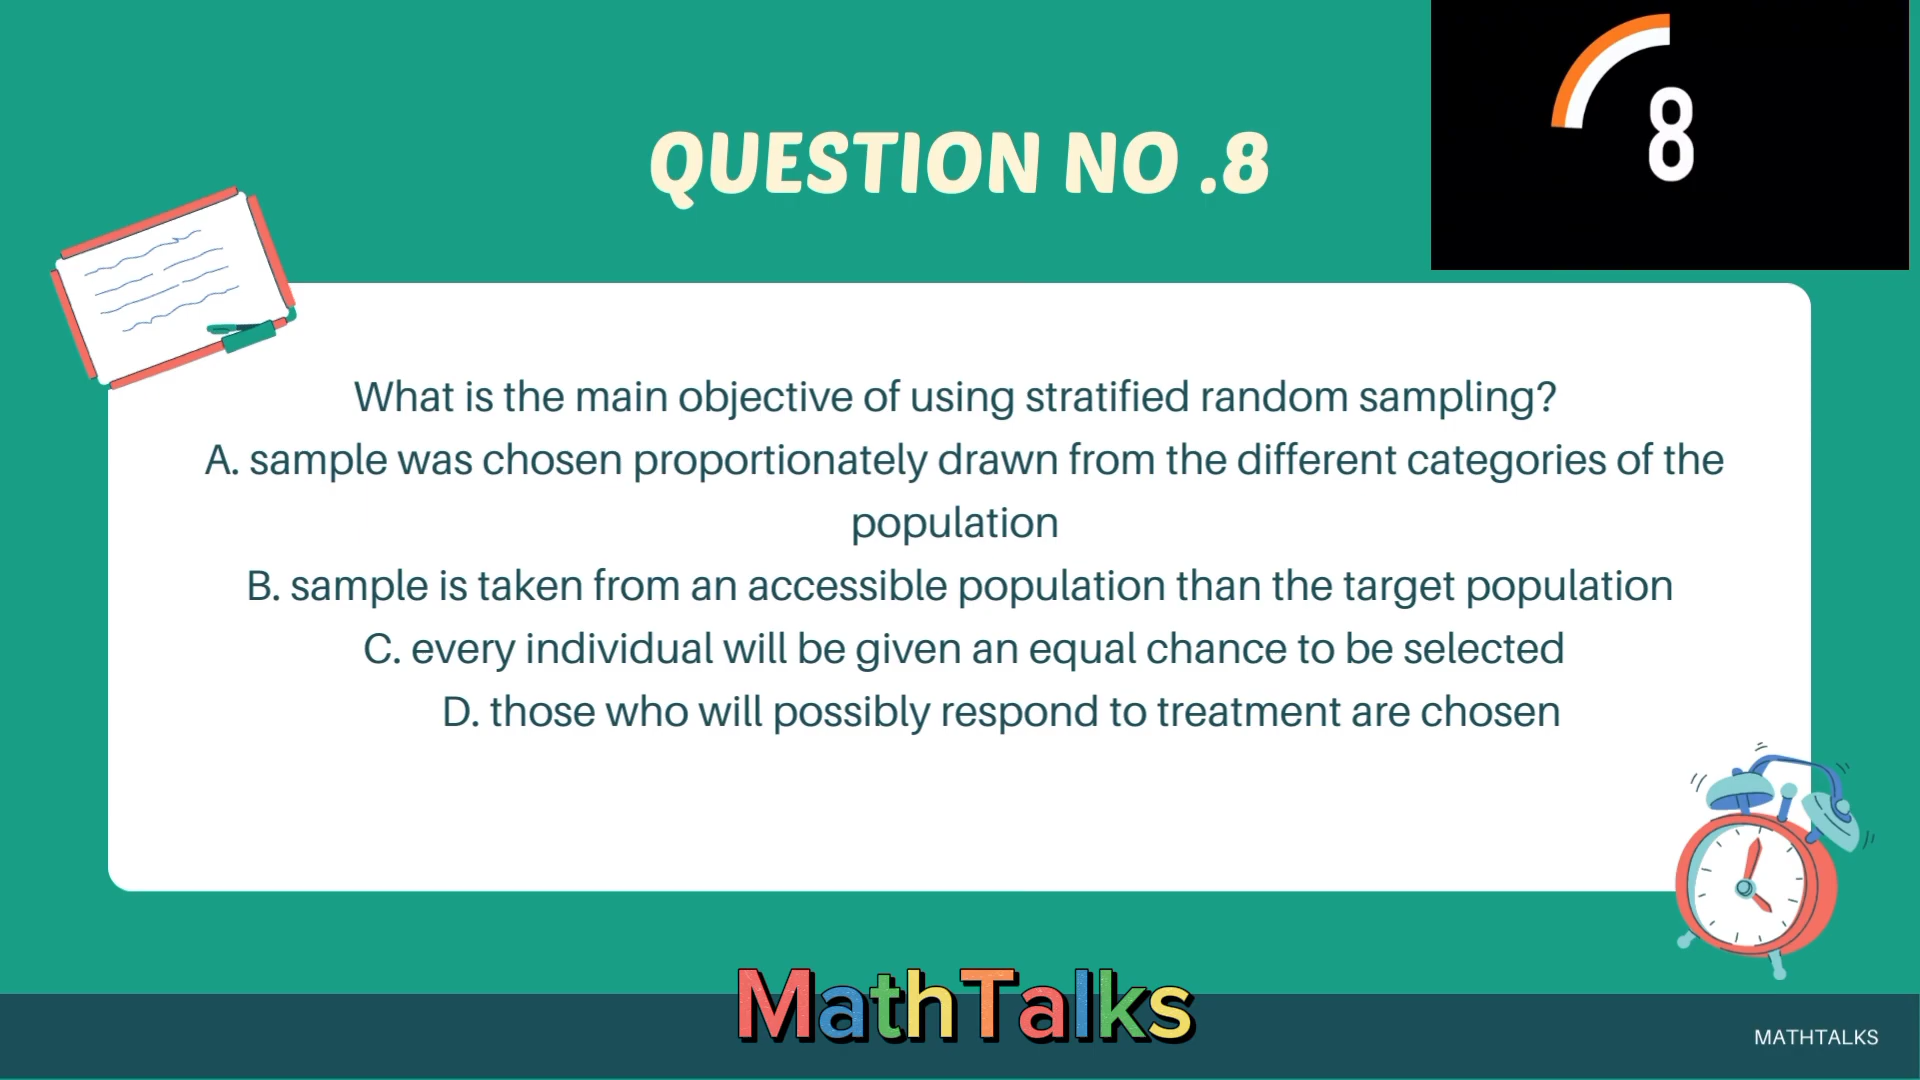 8
QUESTION NO .8
What is the main objective of using stratified random sampling?
A. sample was chosen proportionately drawn from the different categories of the
population
B. sample is taken from an accessible population than the target population
C. every individual will be given an equal chance to be selected
D. those who will possibly respond to treatment are chosen
MathTalks
MATHTALKS